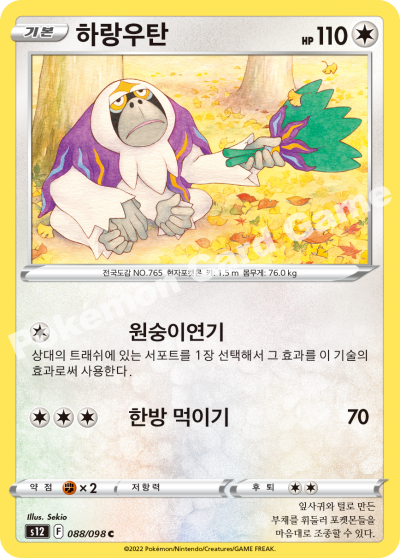 기본 하랑우탄 HP 110
전국도감 NO.765 현자포켓몬 키: 1.5 m 몸무게: 76.0 kg
원숭이연기
상대의 트래쉬에 있는 서포트를 1장 선택해서 그 효과를 이 기술의
효과로써 사용한다.
한방 먹이기 70
약점 ×2 저항력 후퇴
Illus. Sekio
s12 F 088/098 C
잎사귀와 털로 만든
부채를 휘둘러 포켓몬들을
마음대로 조종할 수 있다.
©2022 Pokémon/Nintendo/Creatures/GAME FREAK.
Pokémon Card Game